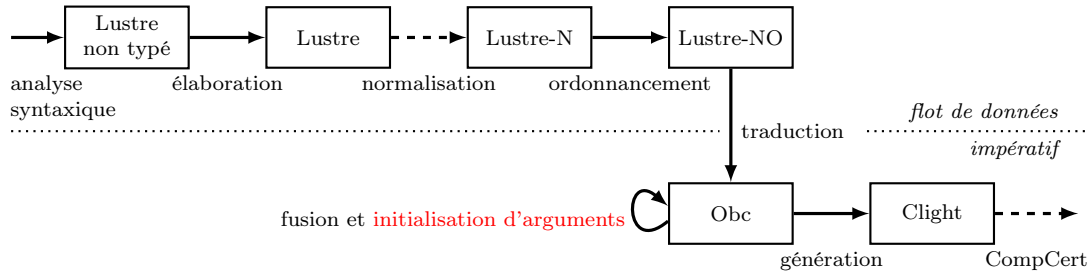 Lustre
non typé
Lustre
Lustre-N
Lustre-NO
analyse
syntaxique
élaboration
normalisation
ordonnancement
traduction
flot de données
impératif
fusion et initialisation d'arguments
Obc
Clight
génération
CompCert